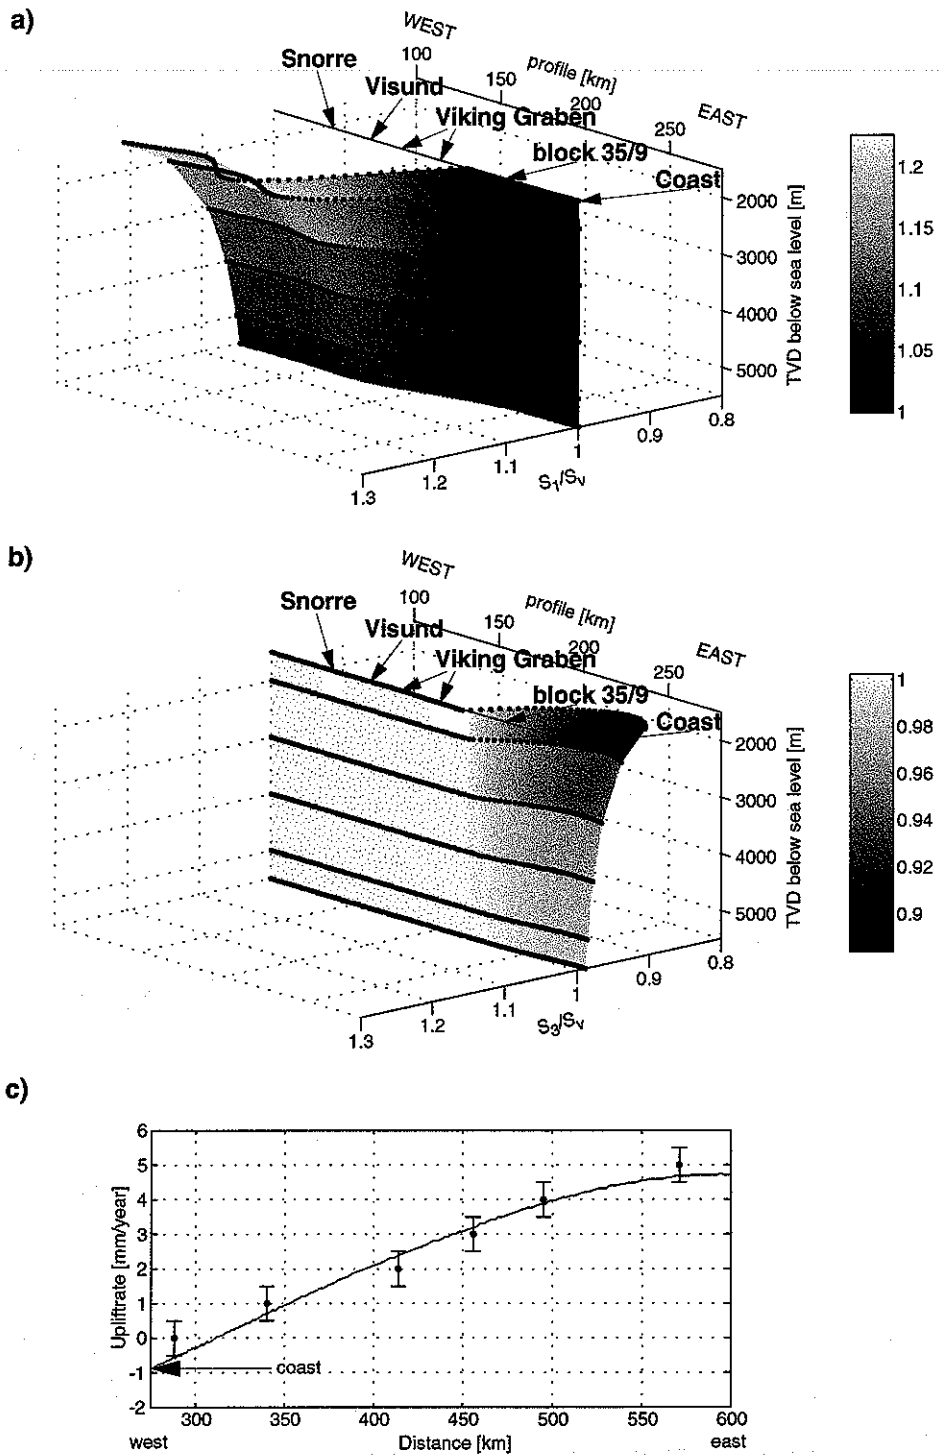 a)
WEST
100
Snorre
profile [km]
150
Visund
200
EAST
Viking Graben
250
block 35/9
Coast
2000
3000
4000
5000
TVD below sea level [m]
1.2
1.15
1.1
1.05
1
0.8
0.9
1
1.1
1.2
1.3
S1/Sv
b)
WEST
100
Snorre
profile [km]
150
Visund
200
EAST
Viking Graben
250
block 35/9
Coast
2000
3000
4000
5000
TVD below sea level [m]
1
0.98
0.96
0.94
0.92
0.9
0.8
0.9
1
1.1
1.2
1.3
S3/Sv
c)
6
5
4
3
2
1
0
-1
-2
Upliftrate [mm/year]
coast
300
350
400
450
500
550
600
west
Distance [km]
east